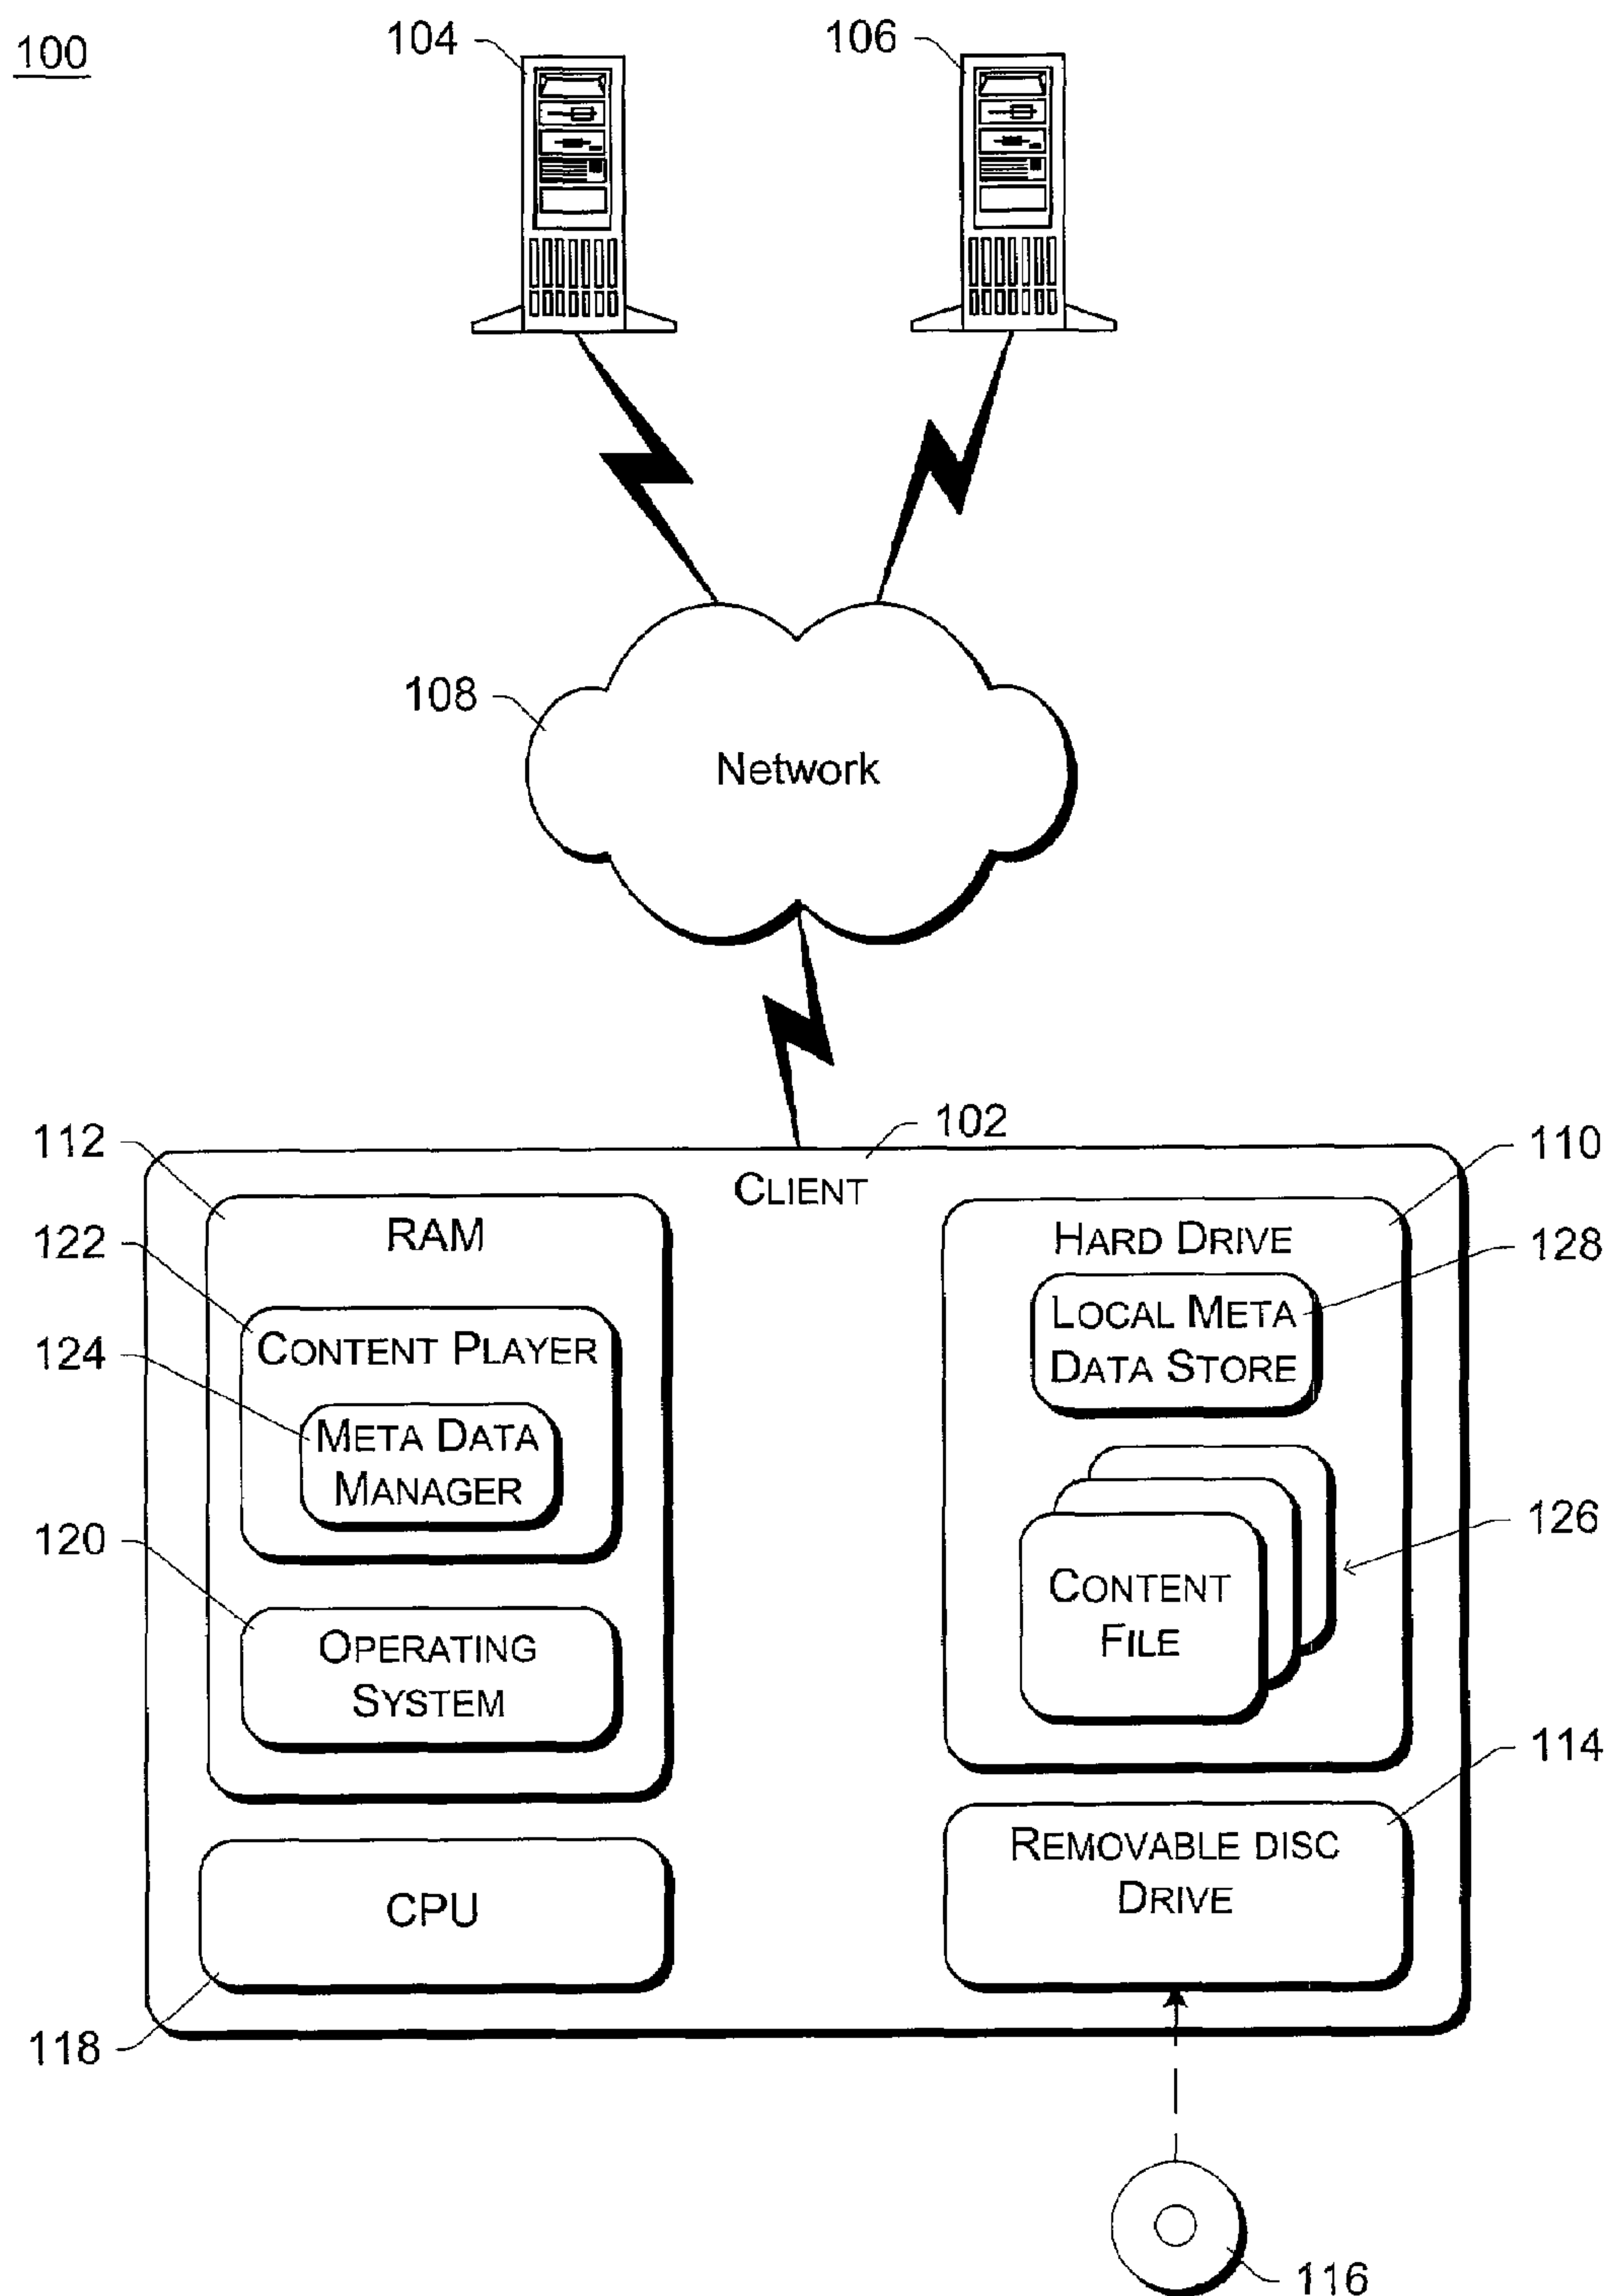 100
104
106
108
Network
102
CLIENT
112
RAM
122
CONTENT PLAYER
124
META DATA
MANAGER
120
OPERATING
SYSTEM
CPU
118
110
HARD DRIVE
128
LOCAL META
DATA STORE
126
CONTENT
FILE
114
REMOVABLE DISC
DRIVE
116